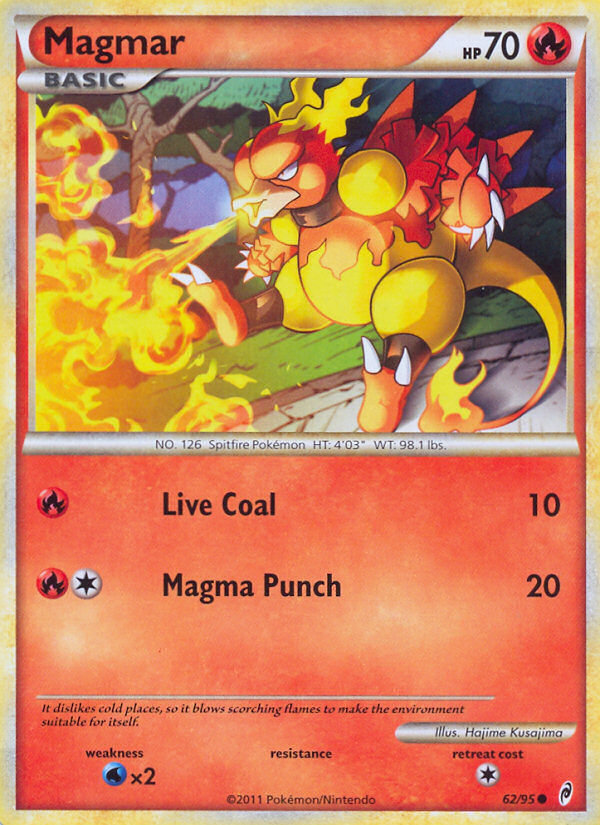 Magmar HP 70
BASIC
NO. 126 Spitfire Pokémon HT: 4'03" WT: 98.1 lbs.
Live Coal 10
Magma Punch 20
It dislikes cold places, so it blows scorching flames to make the environment
suitable for itself.
Illus. Hajime Kusajima
weakness resistance retreat cost
×2
©2011 Pokémon/Nintendo 62/95